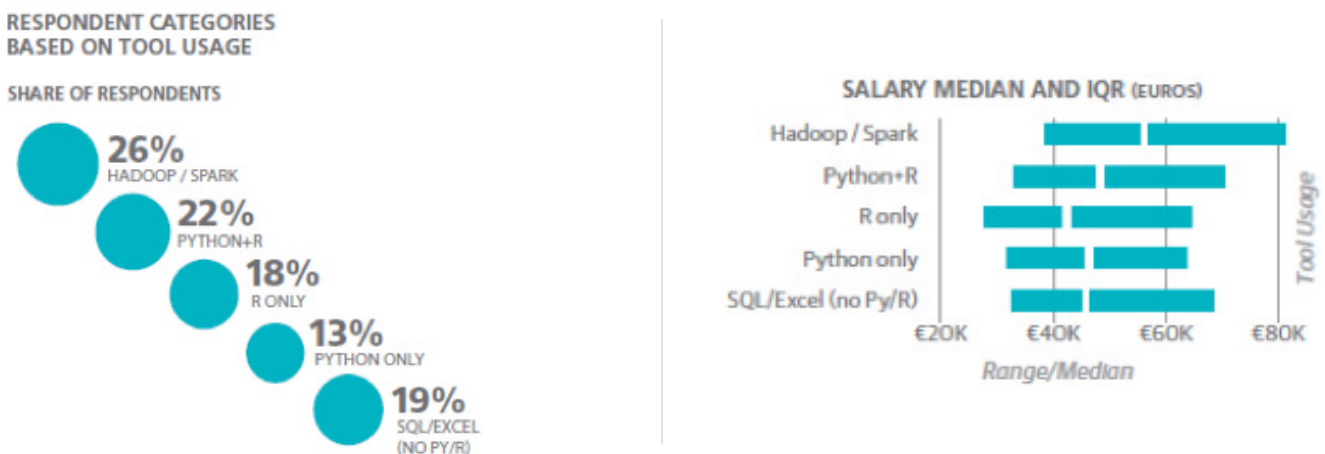 RESPONDENT CATEGORIES
BASED ON TOOL USAGE
SHARE OF RESPONDENTS
26%
HADOOP / SPARK
22%
PYTHON+R
18%
R ONLY
13%
PYTHON ONLY
19%
SQL/EXCEL
(NO PY/R)
SALARY MEDIAN AND IQR (EUROS)
Hadoop / Spark
Python+R
R only
Python only
SQL/Excel (no Py/R)
€20K €40K €60K €80K
Range/Median
Tool Usage